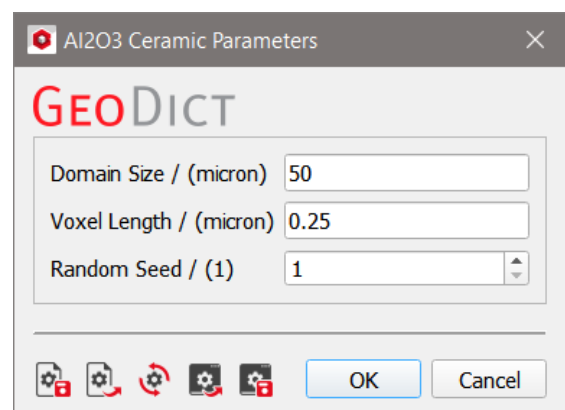 Al2O3 Ceramic Parameters
GEODICT
Domain Size / (micron) 50
Voxel Length / (micron) 0.25
Random Seed / (1) 1
OK Cancel